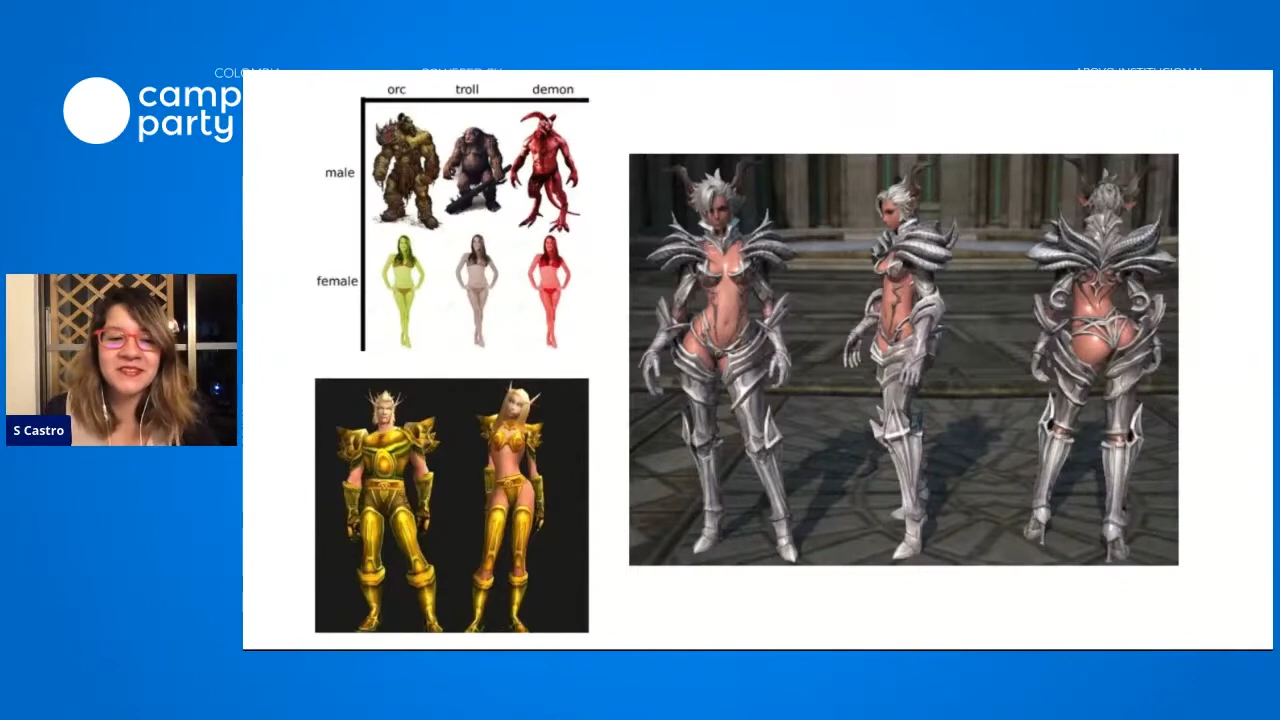 camp
party
orc troll demon
male
female
S Castro